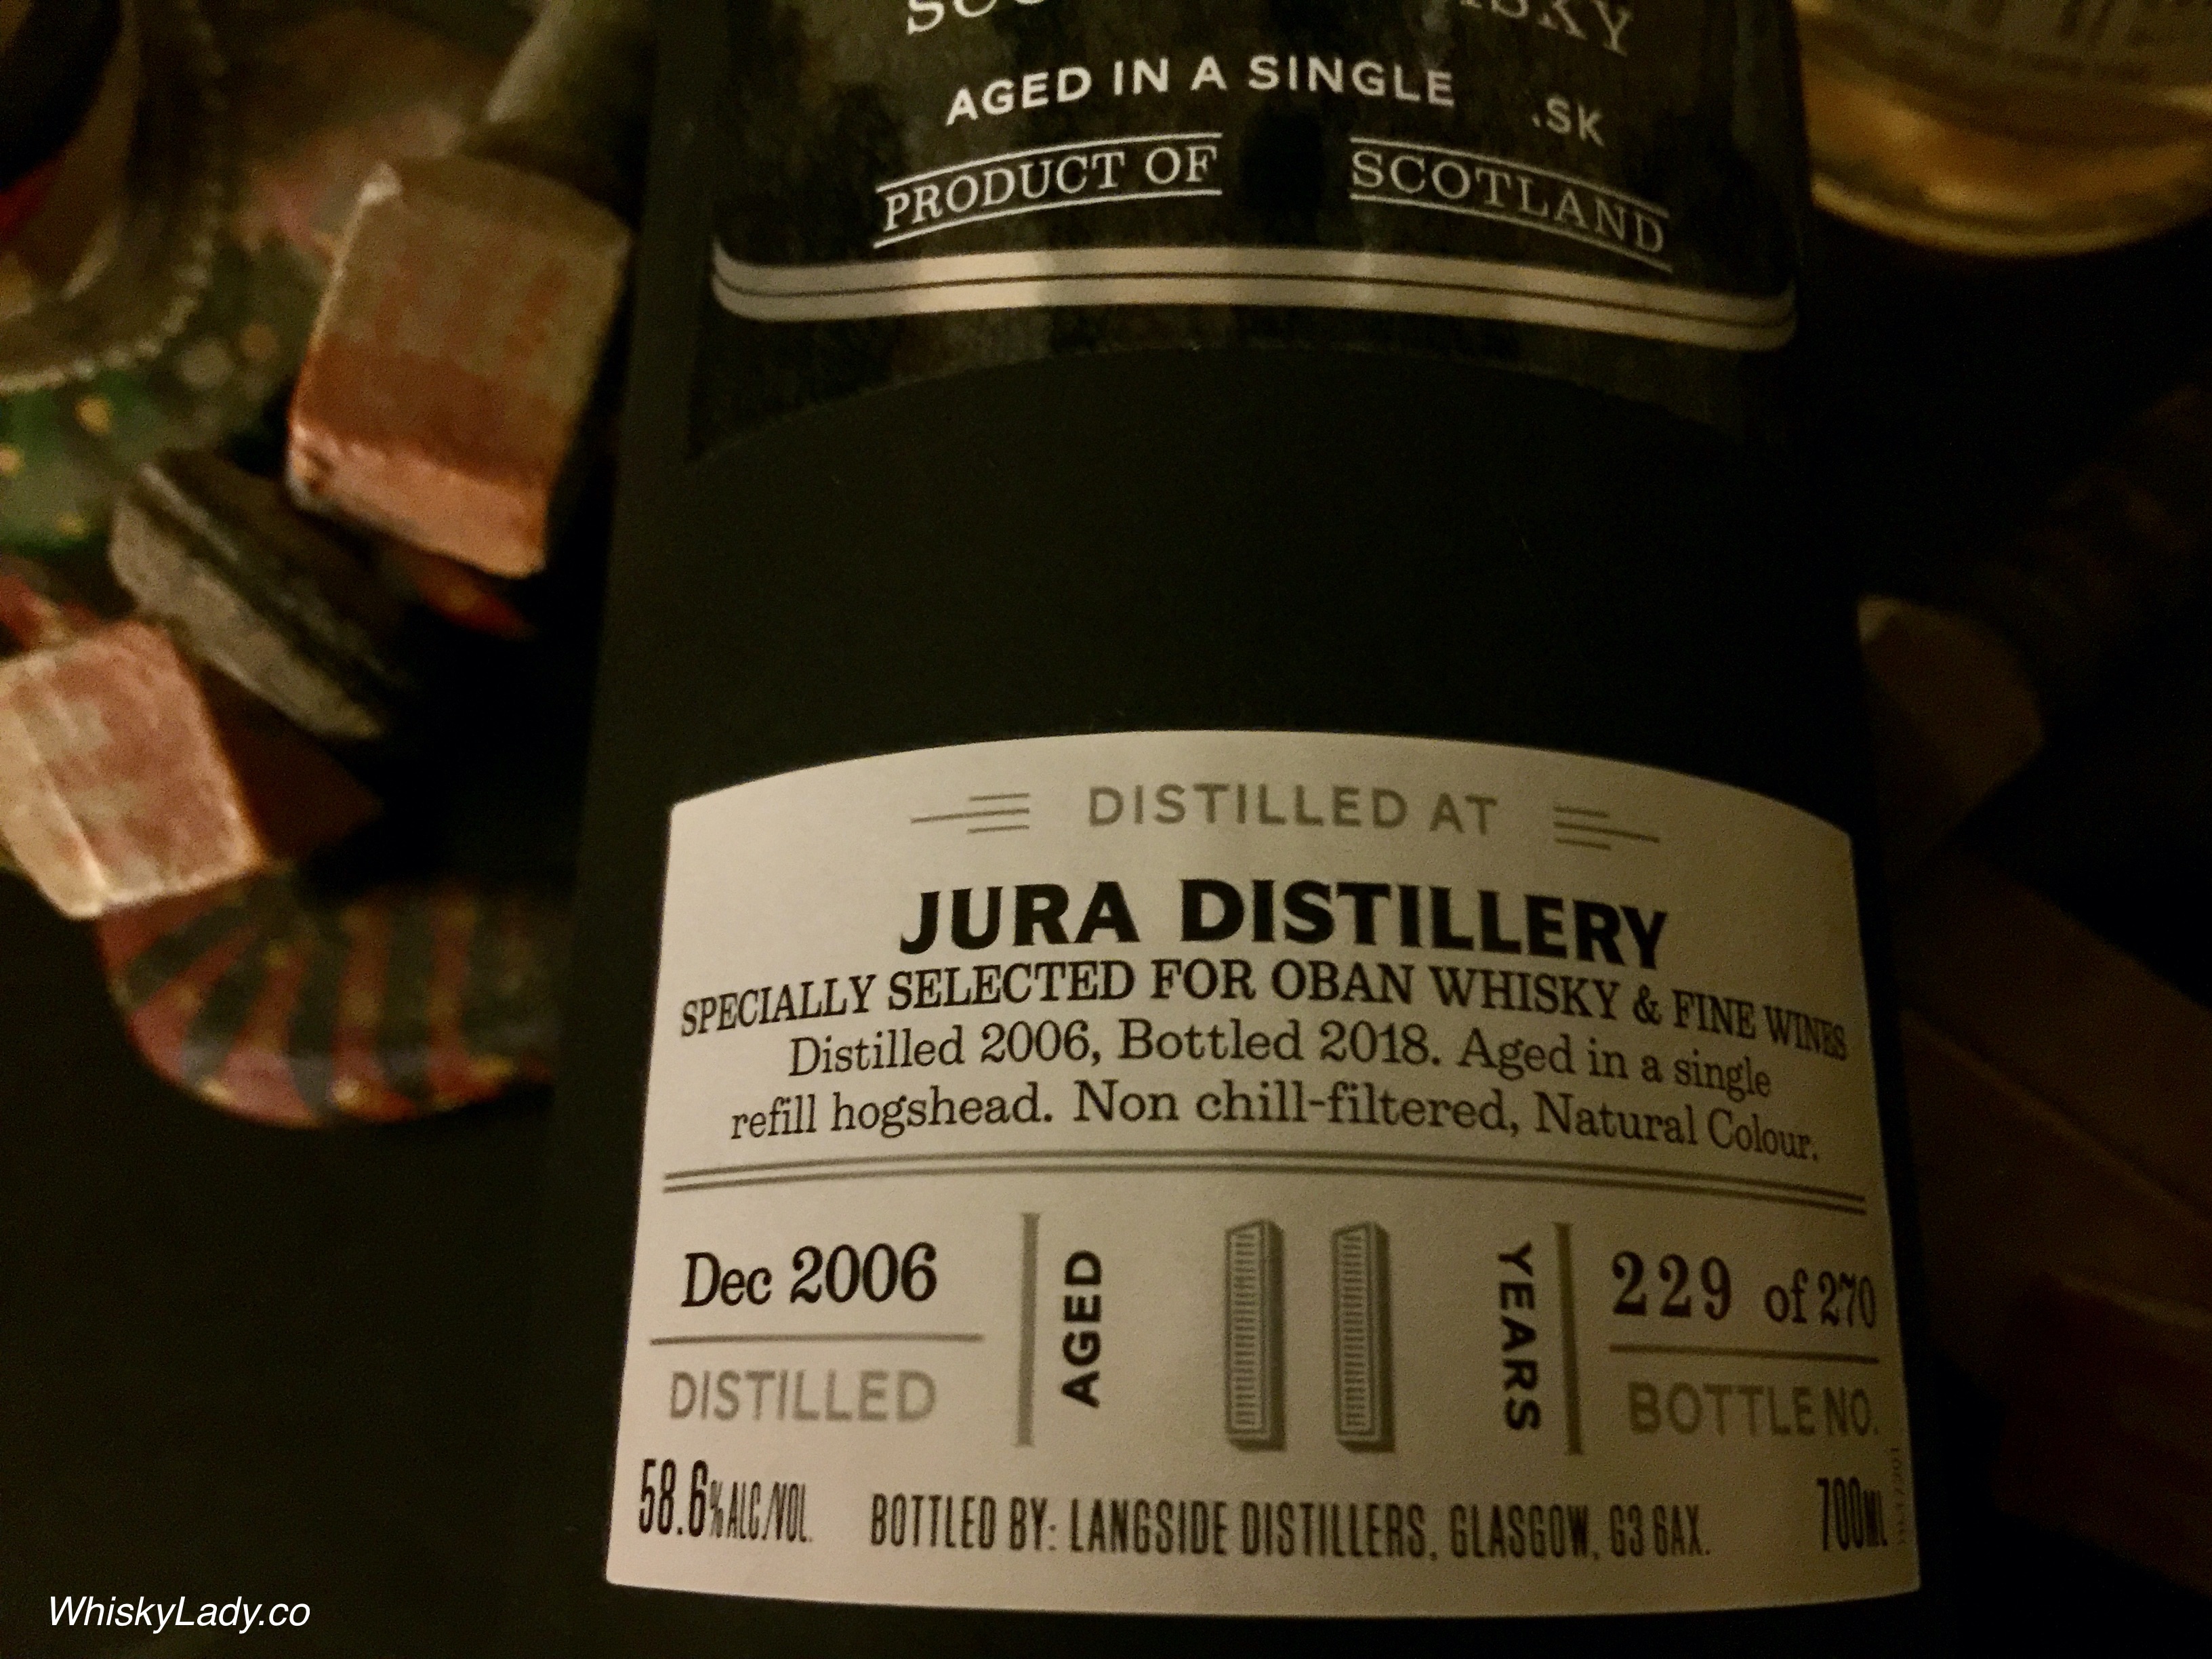 AGED IN A SINGLE
PRODUCT OF SCOTLAND
DISTILLED AT
JURA DISTILLERY
SPECIALLY SELECTED FOR OBAN WHISKY & FINE WINES
Distilled 2006, Bottled 2018. Aged in a single
refill hogshead. Non chill-filtered, Natural Colour.
Dec 2006
DISTILLED
AGED
11
YEARS
229 of 270
BOTTLE NO.
58.6% ALC/VOL. BOTTLED BY: LANGSIDE DISTILLERS, GLASGOW, G3 6AX. 700ML
WhiskyLady.co